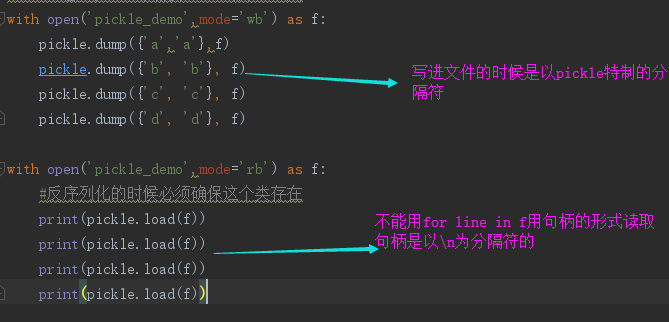 with open('pickle_demo',mode='wb') as f:
pickle.dump({'a','a'},f)
pickle.dump({'b', 'b'}, f)
pickle.dump({'c', 'c'}, f)
pickle.dump({'d', 'd'}, f)
写进文件的时候是以pickle特制的分
隔符
with open('pickle_demo',mode='rb') as f:
#反序列化的时候必须确保这个类存在
print(pickle.load(f))
print(pickle.load(f))
print(pickle.load(f))
print(pickle.load(f))
不能用for line in f用句柄的形式读取
句柄是以\n为分隔符的